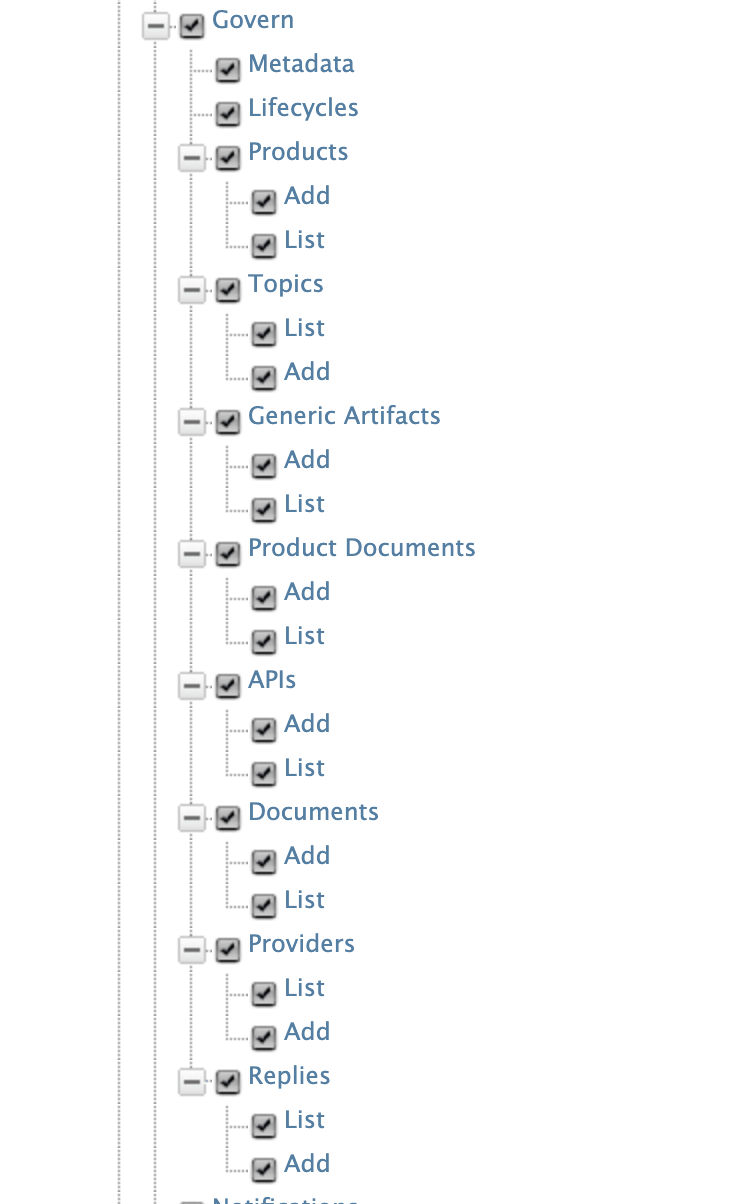 Govern
Metadata
Lifecycles
Products
Add
List
Topics
List
Add
Generic Artifacts
Add
List
Product Documents
Add
List
APIs
Add
List
Documents
Add
List
Providers
List
Add
Replies
List
Add
Notifications